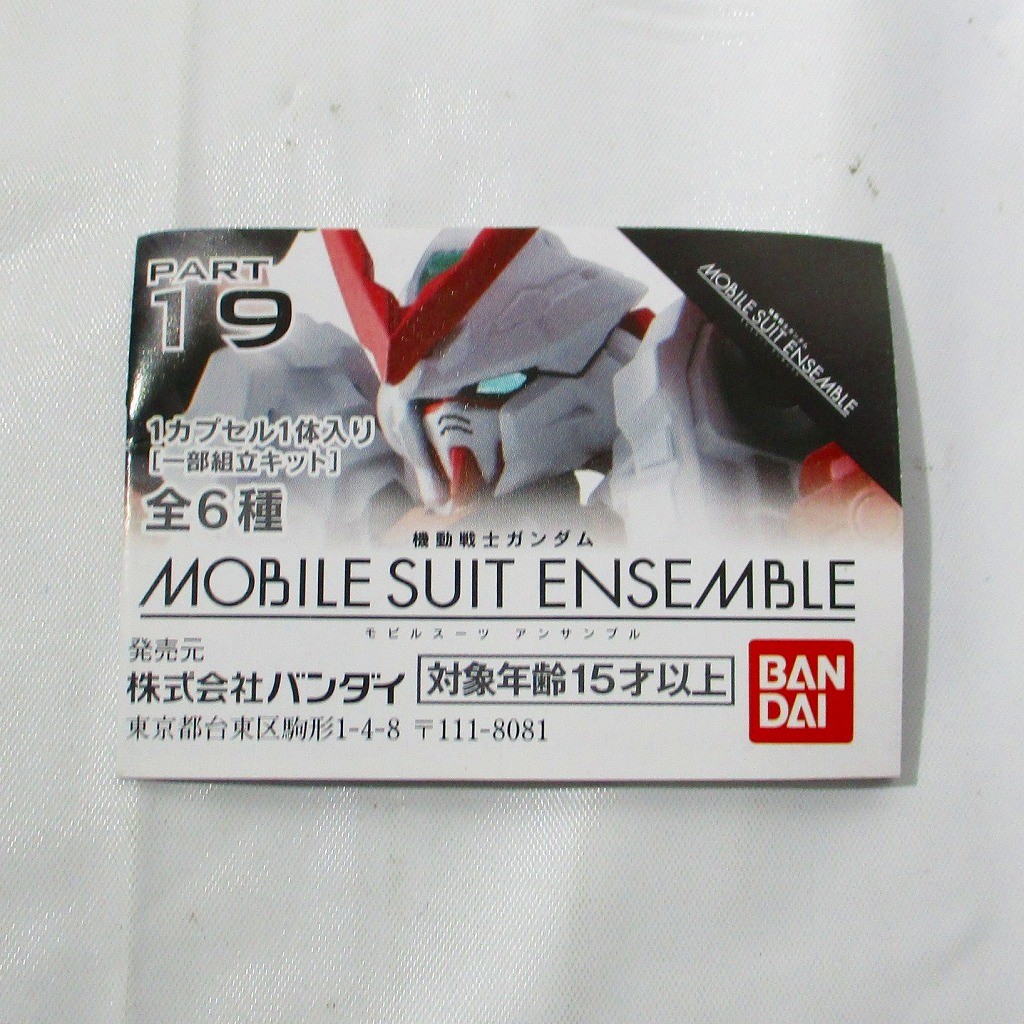 PART
19
1カプセル1体入り
[一部組立キット]
全6種
MOBILE SUIT ENSEMBLE
機動戦士ガンダム
MOBILE SUIT ENSEMBLE
モビルスーツ アンサンブル
発売元
株式会社バンダイ
対象年齢15才以上
東京都台東区駒形1-4-8 〒111-8081
BAN
DAI